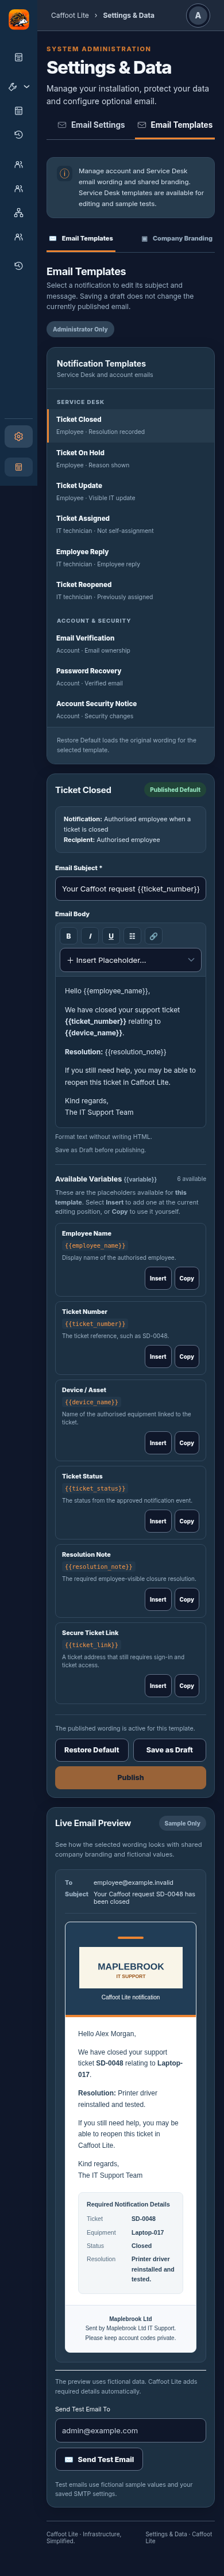 Caffoot Lite › Settings & Data
A
SYSTEM ADMINISTRATION
Settings & Data
Manage your installation, protect your data
and configure optional email.
Email Settings
Email Templates
Manage account and Service Desk
email wording and shared branding.
Service Desk templates are available for
editing and sample tests.
Email Templates
Company Branding
Email Templates
Select a notification to edit its subject and
message. Saving a draft does not change the
currently published email.
Administrator Only
Notification Templates
Service Desk and account emails
SERVICE DESK
Ticket Closed
Employee · Resolution recorded
Ticket On Hold
Employee · Reason shown
Ticket Update
Employee · Visible IT update
Ticket Assigned
IT technician · Not self-assignment
Employee Reply
IT technician · Employee reply
Ticket Reopened
IT technician · Previously assigned
ACCOUNT & SECURITY
Email Verification
Account · Email ownership
Password Recovery
Account · Verified email
Account Security Notice
Account · Security changes
Restore Default loads the original wording for the
selected template.
Ticket Closed
Published Default
Notification: Authorised employee when a
ticket is closed
Recipient: Authorised employee
Email Subject *
Your Caffoot request {{ticket_number}}
Email Body
B I U
+ Insert Placeholder...
Hello {{employee_name}},
We have closed your support ticket
{{ticket_number}} relating to
{{device_name}}.
Resolution: {{resolution_note}}
If you still need help, you may be able to
reopen this ticket in Caffoot Lite.
Kind regards,
The IT Support Team
Format text without writing HTML.
Save as Draft before publishing.
Available Variables {{variable}}
6 available
These are the placeholders available for this
template. Select Insert to add one at the current
editing position, or Copy to use it yourself.
Employee Name
{{employee_name}}
Display name of the authorised employee.
Insert Copy
Ticket Number
{{ticket_number}}
The ticket reference, such as SD-0048.
Insert Copy
Device / Asset
{{device_name}}
Name of the authorised equipment linked to the
ticket.
Insert Copy
Ticket Status
{{ticket_status}}
The status from the approved notification event.
Insert Copy
Resolution Note
{{resolution_note}}
The required employee-visible closure resolution.
Insert Copy
Secure Ticket Link
{{ticket_link}}
A ticket address that still requires sign-in and
ticket access.
Insert Copy
The published wording is active for this template.
Restore Default
Save as Draft
Publish
Live Email Preview
Sample Only
See how the selected wording looks with shared
company branding and fictional values.
To employee@example.invalid
Subject Your Caffoot request SD-0048 has
been closed
MAPLEBROOK
IT SUPPORT
Caffoot Lite notification
Hello Alex Morgan,
We have closed your support
ticket SD-0048 relating to Laptop-
017.
Resolution: Printer driver
reinstalled and tested.
If you still need help, you may be
able to reopen this ticket in
Caffoot Lite.
Kind regards,
The IT Support Team
Required Notification Details
Ticket SD-0048
Equipment Laptop-017
Status Closed
Resolution Printer driver
reinstalled and
tested.
Maplebrook Ltd
Sent by Maplebrook Ltd IT Support.
Please keep account codes private.
The preview uses fictional data. Caffoot Lite adds
required details automatically.
Send Test Email To
admin@example.com
Send Test Email
Test emails use fictional sample values and your
saved SMTP settings.
Caffoot Lite · Infrastructure,
Simplified.
Settings & Data · Caffoot
Lite